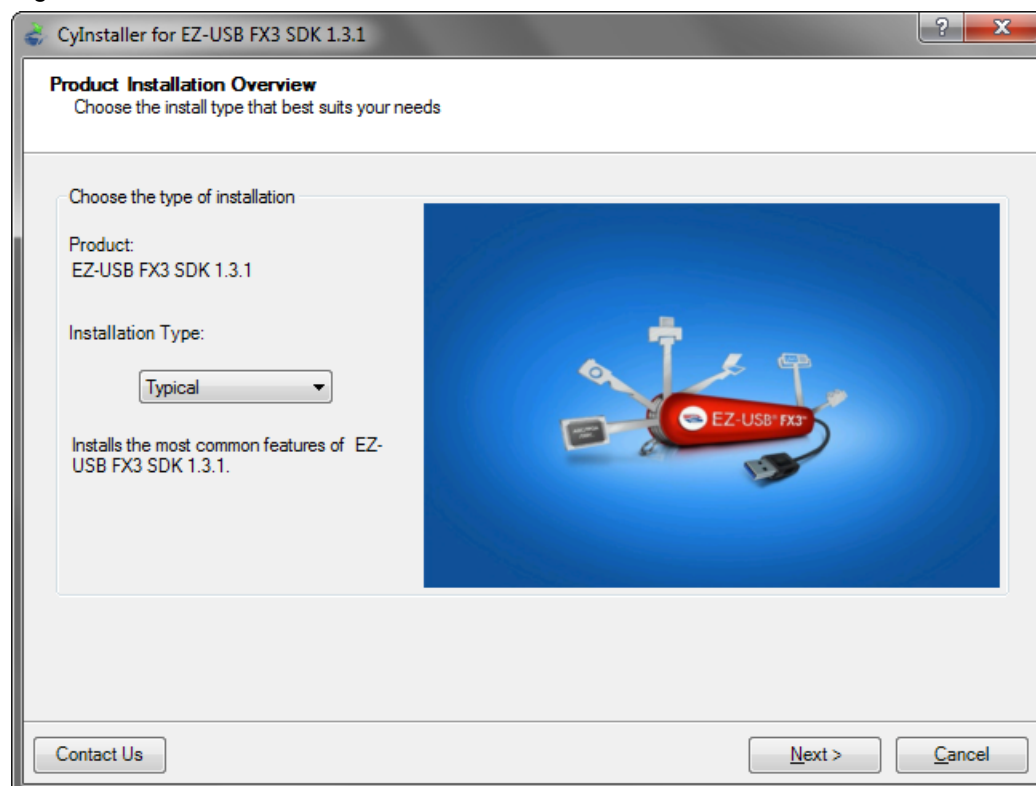 CyInstaller for EZ-USB FX3 SDK 1.3.1
?
X
Product Installation Overview
Choose the install type that best suits your needs
Choose the type of installation
Product:
EZ-USB FX3 SDK 1.3.1
Installation Type:
Typical
Installs the most common features of EZ-
USB FX3 SDK 1.3.1.
EZ-USB® FX3™
Contact Us
Next >
Cancel